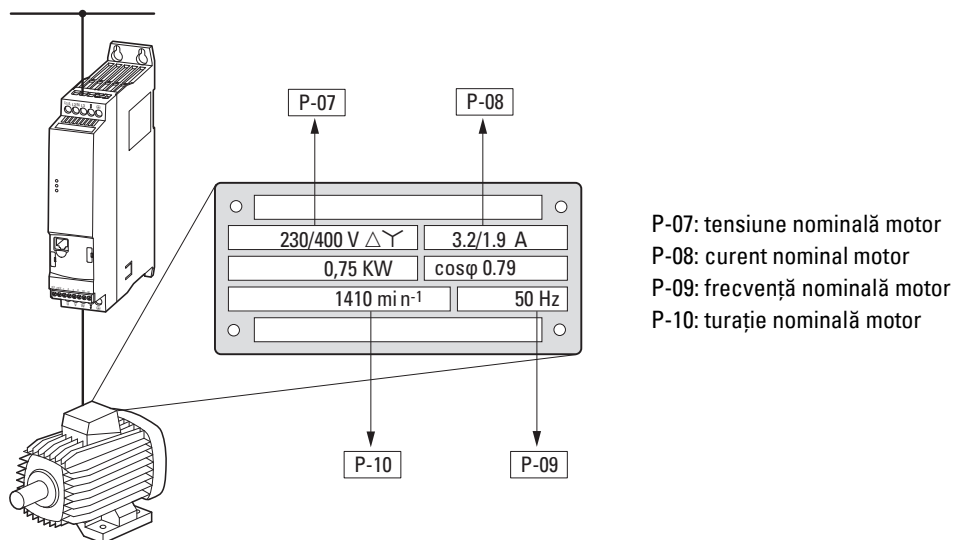 P-07
P-08
230/400 V △Y
3.2/1.9 A
0,75 KW
cosφ 0.79
1410 min-1
50 Hz
P-10
P-09
P-07: tensiune nominală motor
P-08: curent nominal motor
P-09: frecvență nominală motor
P-10: turație nominală motor